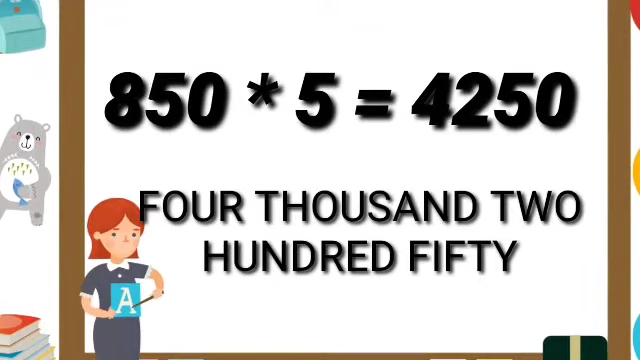 850 * 5 = 4250
FOUR THOUSAND TWO
HUNDRED FIFTY
A